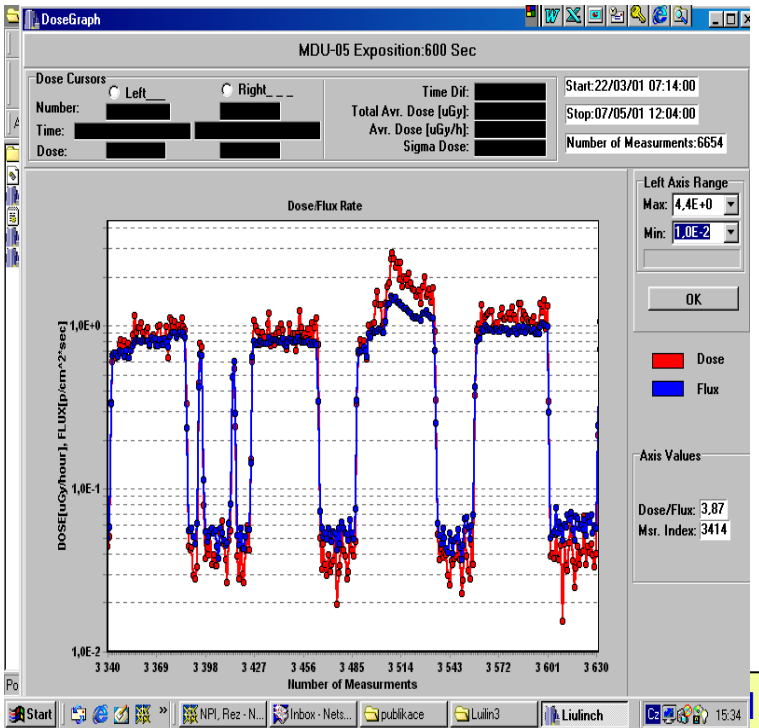 DoseGraph
MDU-05 Exposition:600 Sec
Dose Cursors
Left__ Right_ _ _
Number:
Time:
Dose:
Time Dif:
Total Avr. Dose [uGy]:
Avr. Dose [uGy/h]:
Sigma Dose:
Start:22/03/01 07:14:00
Stop:07/05/01 12:04:00
Number of Measurments:6654
Left Axis Range
Max: 4,4E+0
Min: 1,0E-2
OK
Dose
Flux
Axis Values
Dose/Flux: 3,87
Msr. Index: 3414
Dose/Flux Rate
DOSE[uGy/hour], FLUX[p/cm^2*sec]
1,0E+0
1,0E-1
1,0E-2
3 340 3 369 3 398 3 427 3 456 3 485 3 514 3 543 3 572 3 601 3 630
Number of Measurments
Po
Start » NPI, Rez - N... Inbox - Nets... publikace Luilin3 Liulinch Cz 15:34